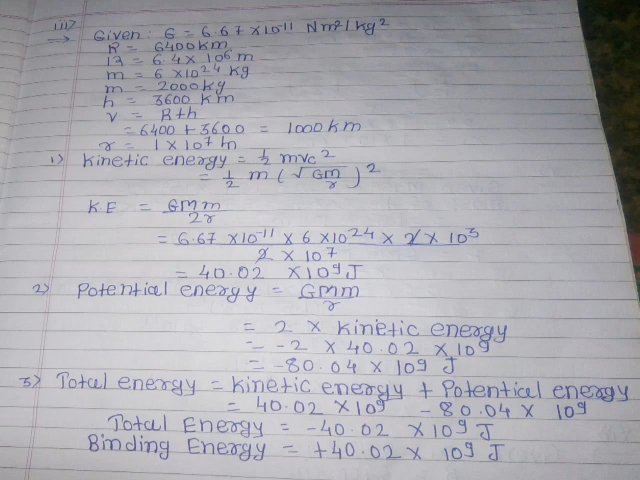 iii)
→ Given: G = 6.67 × 10-11 Nm2/kg2
R = 6400 km
R = 6.4 × 10⁶ m
m = 6 × 10²⁴ kg
m = 2000 kg
h = 3600 km
r = R+h
= 6400 + 3600 = 1000 km
r = 1 × 10⁷ m
1) Kinetic energy = ½ mvc²
= ½ m (√GM/r)²
K.E = GMm/2r
= 6.67 × 10⁻¹¹ × 6 × 10²⁴ × 2 × 10³
2 × 10⁷
= 40.02 × 10⁹ J
2) Potential energy = GMm/r
= 2 × kinetic energy
= -2 × 40.02 × 10⁹
= -80.04 × 10⁹ J
3) Total energy = kinetic energy + Potential energy
= 40.02 × 10⁹ - 80.04 × 10⁹
Total Energy = -40.02 × 10⁹ J
Binding Energy = +40.02 × 10⁹ J